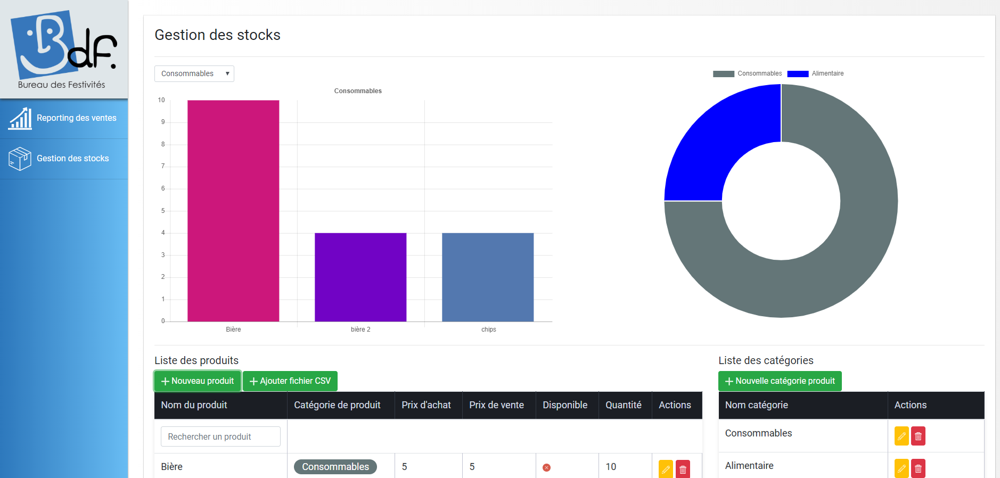 Bdf.
Bureau des Festivités
Reporting des ventes
Gestion des stocks
Gestion des stocks
Consommables
Consommables
10
9
8
7
6
5
4
3
2
1
0
Bière bière 2 chips
Consommables Alimentaire
Liste des produits
Nouveau produit Ajouter fichier CSV
Nom du produit Catégorie de produit Prix d'achat Prix de vente Disponible Quantité Actions
Rechercher un produit
Bière Consommables 5 5 10
Liste des catégories
Nouvelle catégorie produit
Nom catégorie Actions
Consommables
Alimentaire